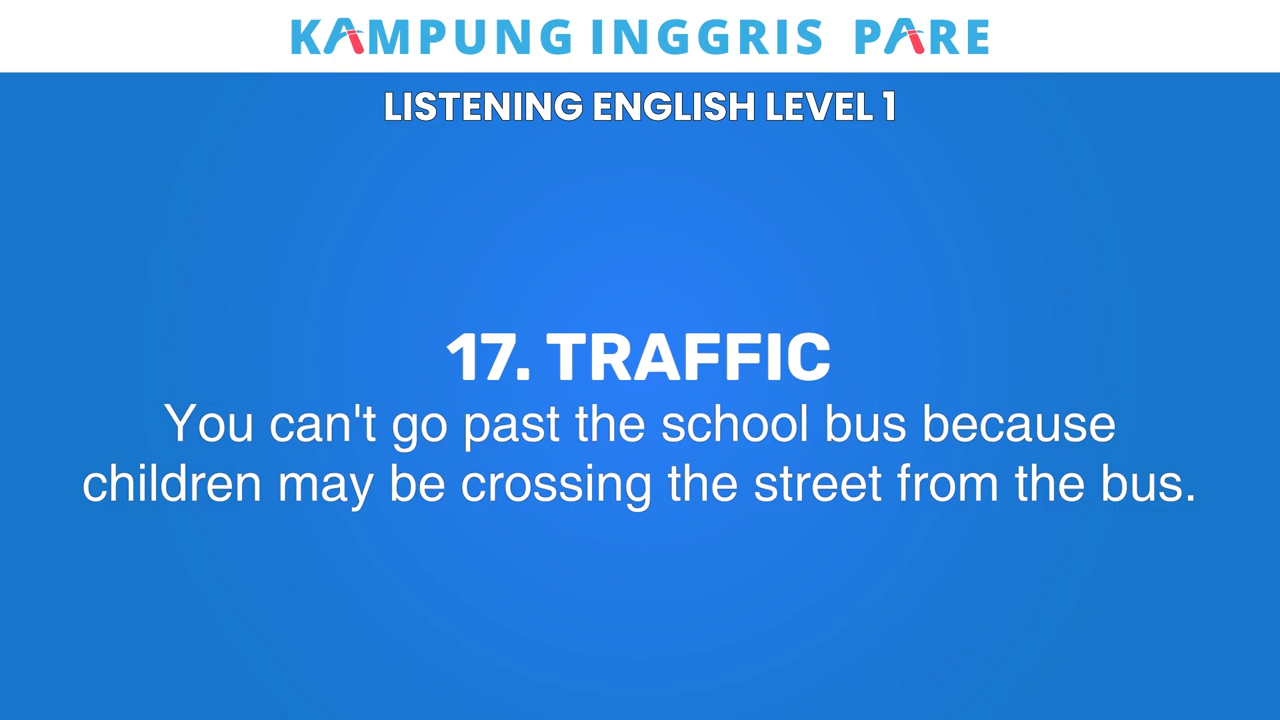 KAMPUNG INGGRIS PARE
LISTENING ENGLISH LEVEL 1
17. TRAFFIC
You can't go past the school bus because
children may be crossing the street from the bus.